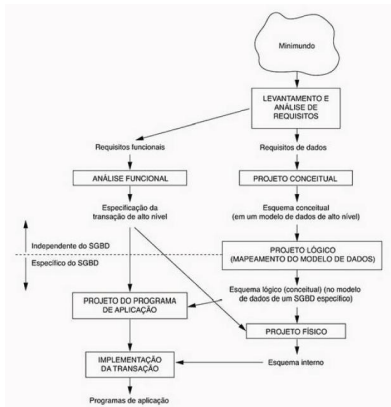 Minimundo
LEVANTAMENTO E
ANÁLISE DE
REQUISITOS
Requisitos funcionais
Requisitos de dados
ANÁLISE FUNCIONAL
PROJETO CONCEITUAL
Especificação da
transação de alto nível
Esquema conceitual
(em um modelo de dados de alto nível)
Independente do SGBD
Específico do SGBD
PROJETO LÓGICO
(MAPEAMENTO DO MODELO DE DADOS)
PROJETO DO PROGRAMA
DE APLICAÇÃO
Esquema lógico (conceitual) (no modelo
de dados de um SGBD específico)
PROJETO FÍSICO
IMPLEMENTAÇÃO
DA TRANSAÇÃO
Esquema interno
Programas de aplicação